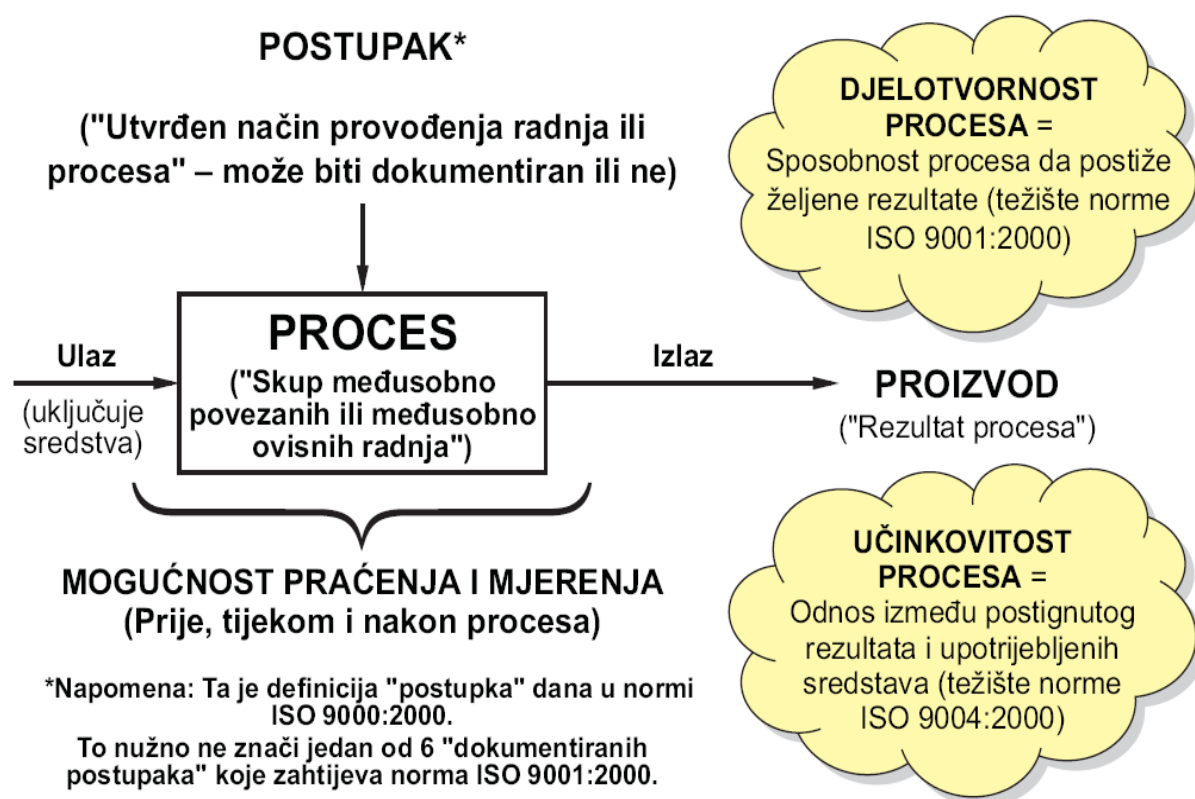 POSTUPAK*
("Utvrđen način provođenja radnja ili
procesa" – može biti dokumentiran ili ne)
DJELOTVORNOST
PROCESA =
Sposobnost procesa da postiže
željene rezultate (težište norme
ISO 9001:2000)
Ulaz
(uključuje
sredstva)
PROCES
("Skup međusobno
povezanih ili međusobno
ovisnih radnja")
Izlaz
PROIZVOD
("Rezultat procesa")
MOGUĆNOST PRAĆENJA I MJERENJA
(Prije, tijekom i nakon procesa)
UČINKOVITOST
PROCESA =
Odnos između postignutog
rezultata i upotrijebljenih
sredstava (težište norme
ISO 9004:2000)
*Napomena: Ta je definicija "postupka" dana u normi
ISO 9000:2000.
To nužno ne znači jedan od 6 "dokumentiranih
postupaka" koje zahtijeva norma ISO 9001:2000.